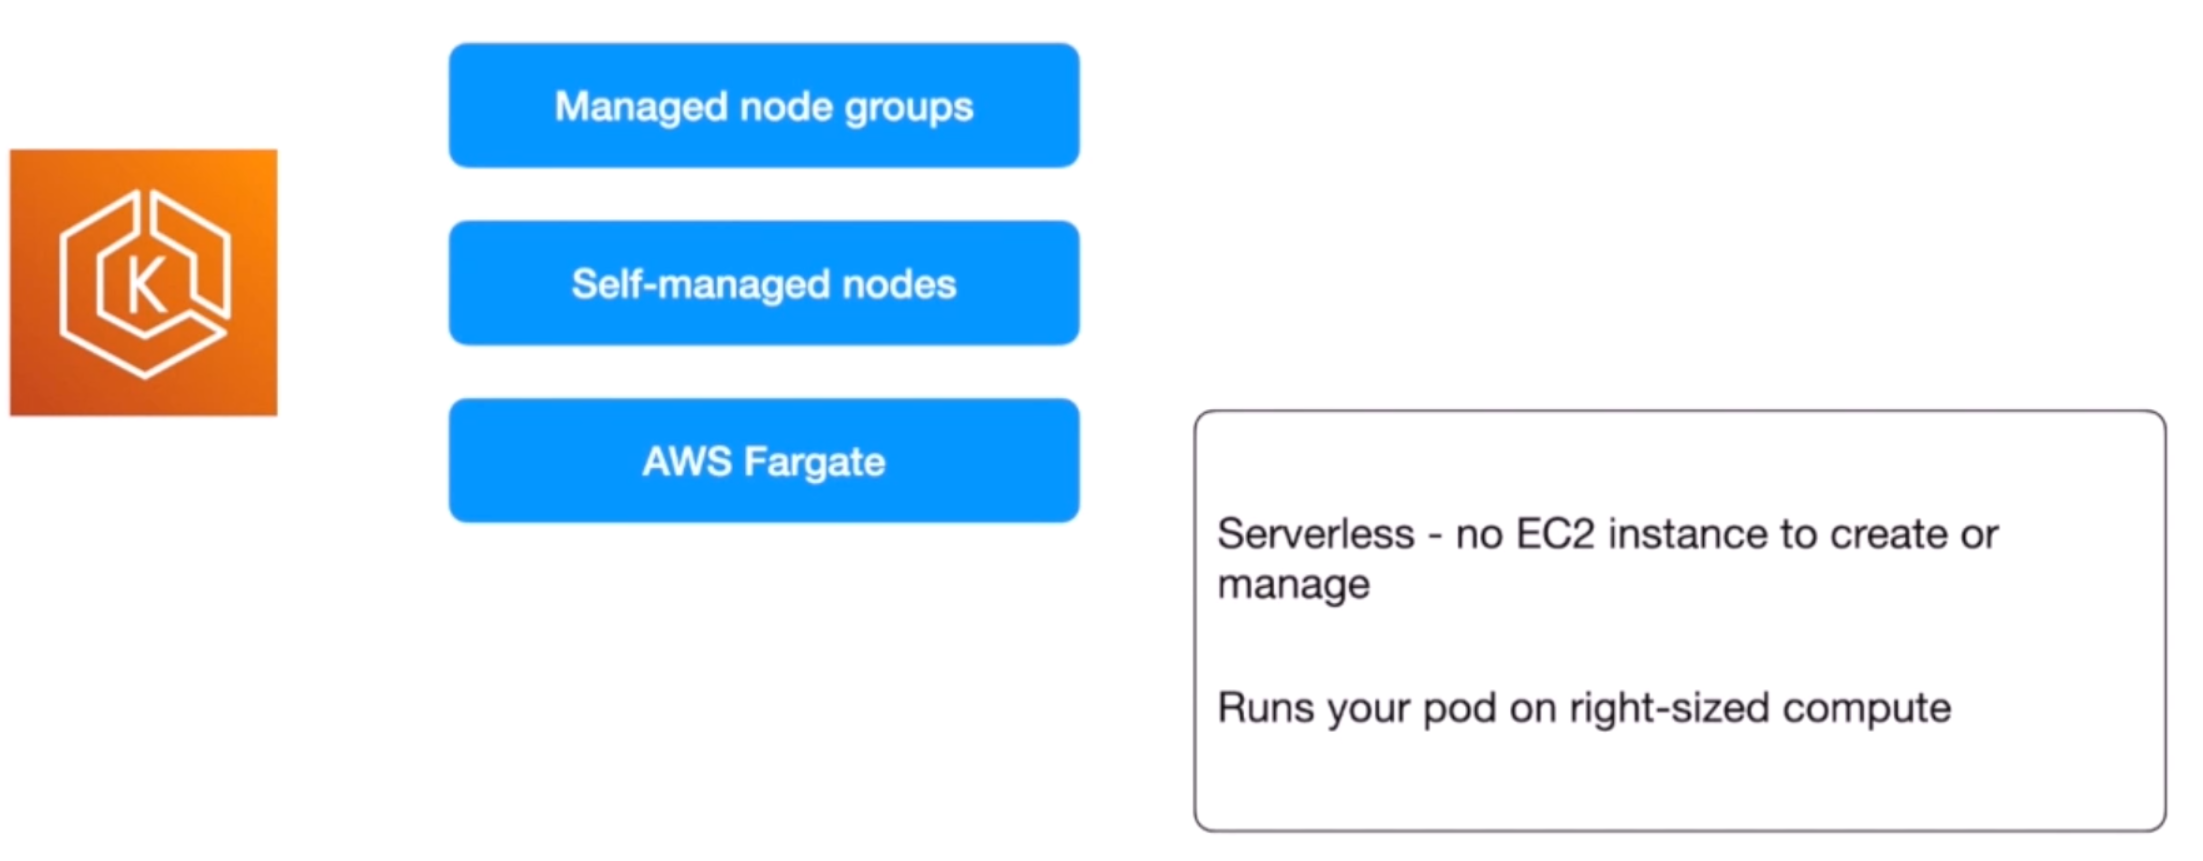 Managed node groups
K
Self-managed nodes
AWS Fargate
Serverless - no EC2 instance to create or
manage
Runs your pod on right-sized compute